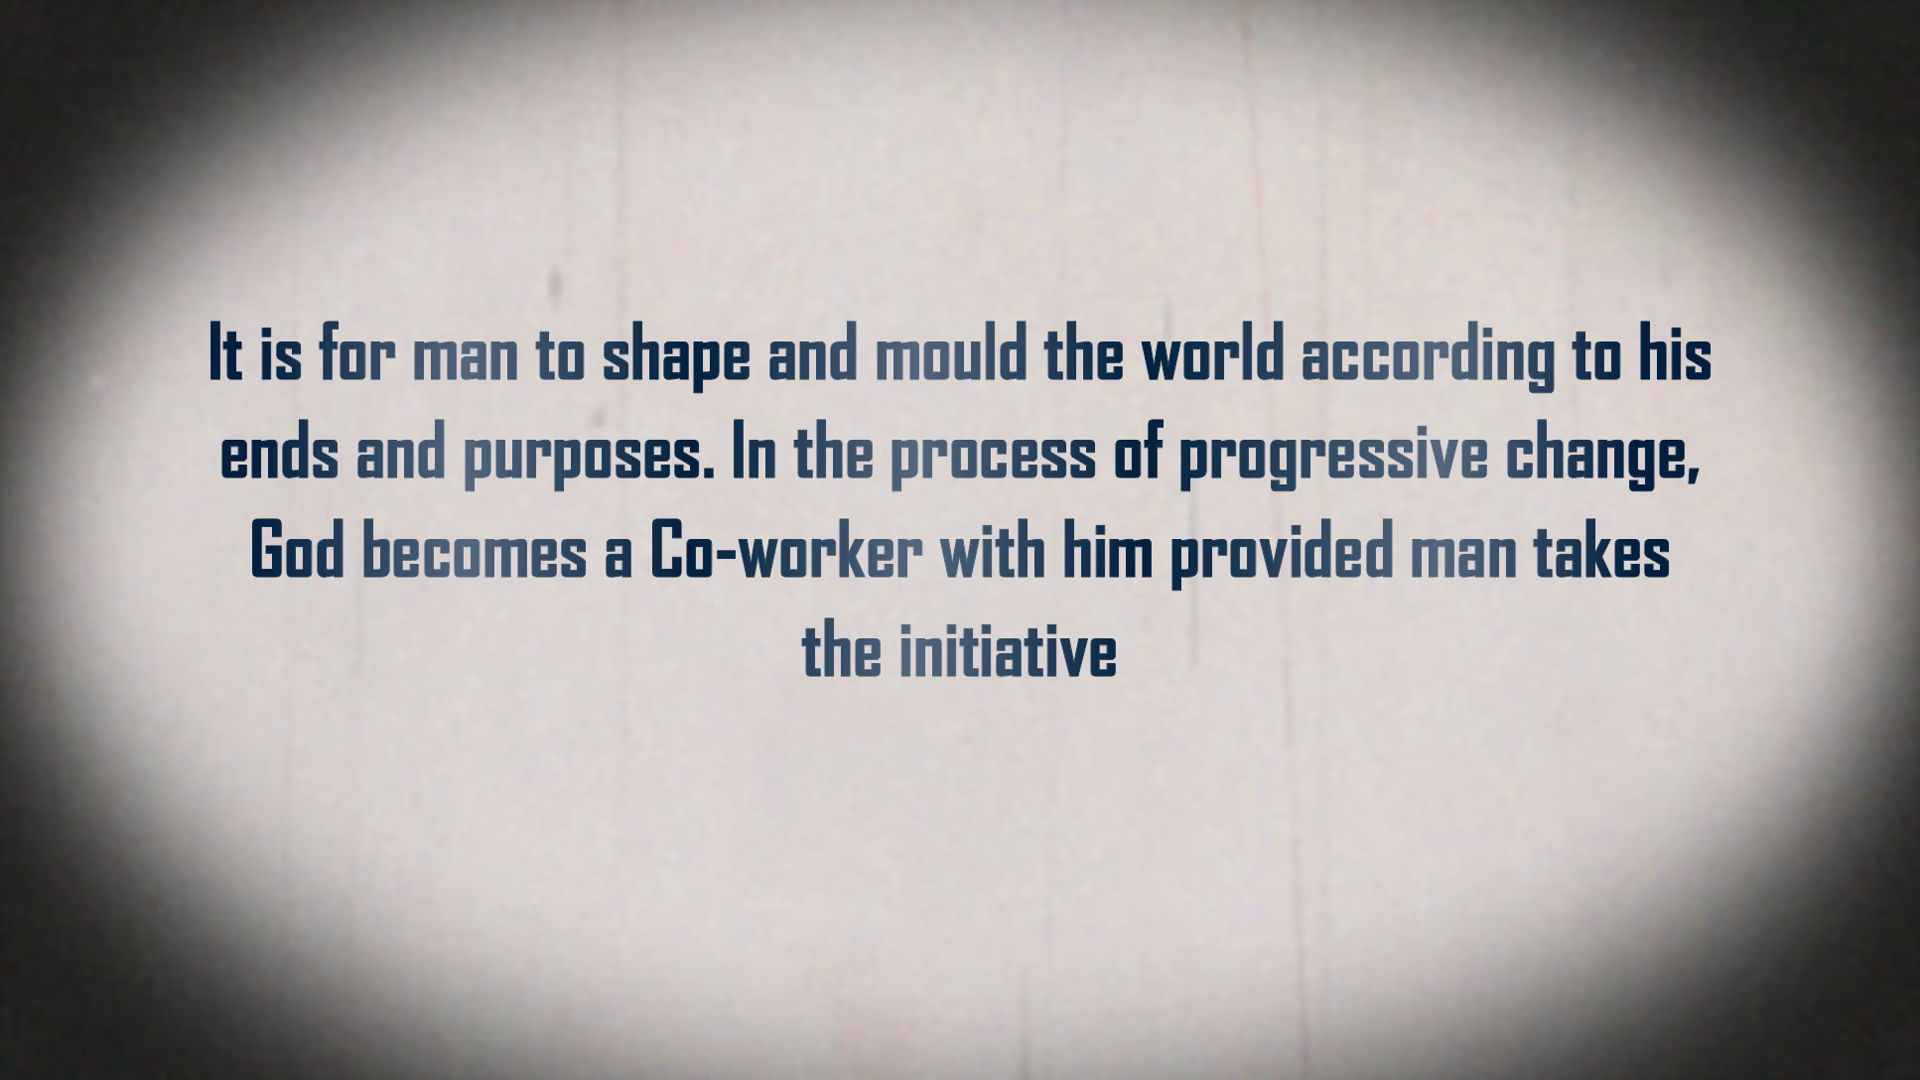 It is for man to shape and mould the world according to his
ends and purposes. In the process of progressive change,
God becomes a Co-worker with him provided man takes
the initiative